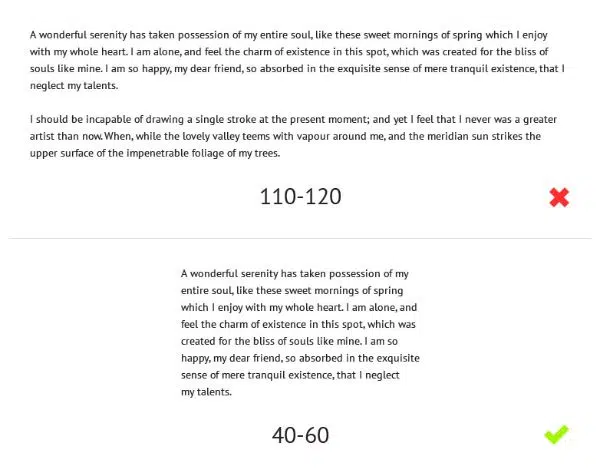 A wonderful serenity has taken possession of my entire soul, like these sweet mornings of spring which I enjoy
with my whole heart. I am alone, and feel the charm of existence in this spot, which was created for the bliss of
souls like mine. I am so happy, my dear friend, so absorbed in the exquisite sense of mere tranquil existence, that I
neglect my talents.
I should be incapable of drawing a single stroke at the present moment; and yet I feel that I never was a greater
artist than now. When, while the lovely valley teems with vapour around me, and the meridian sun strikes the
upper surface of the impenetrable foliage of my trees.
110-120
A wonderful serenity has taken possession of my
entire soul, like these sweet mornings of spring
which I enjoy with my whole heart. I am alone, and
feel the charm of existence in this spot, which was
created for the bliss of souls like mine. I am so
happy, my dear friend, so absorbed in the exquisite
sense of mere tranquil existence, that I neglect
my talents.
40-60